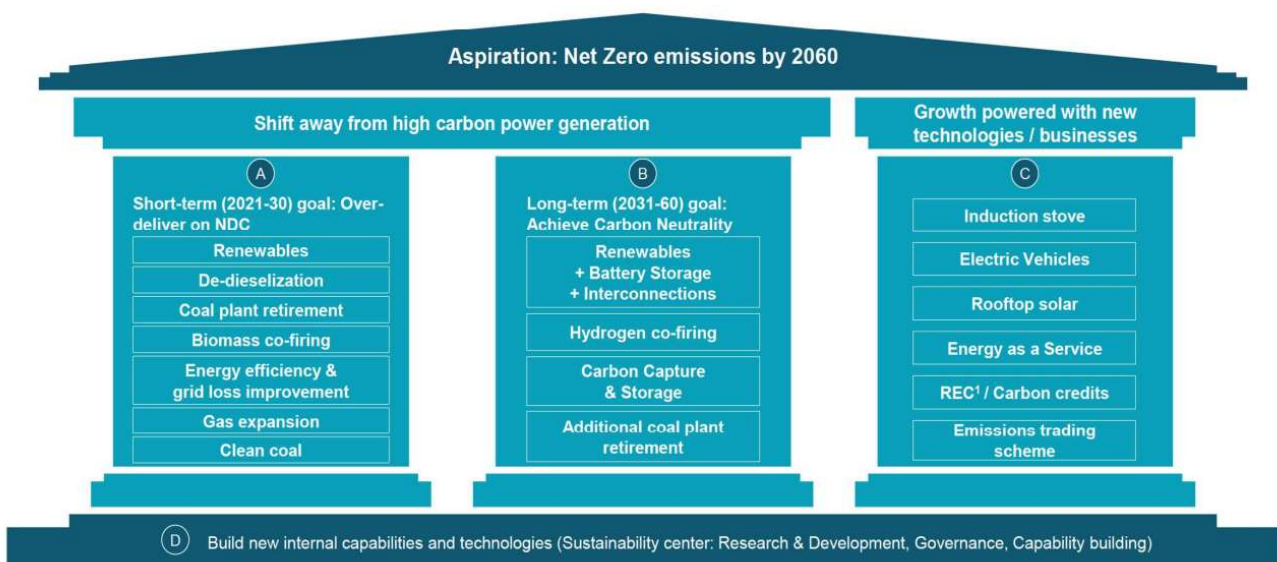 Aspiration: Net Zero emissions by 2060
Shift away from high carbon power generation
Growth powered with new
technologies / businesses
A
Short-term (2021-30) goal: Over-
deliver on NDC
Renewables
De-dieselization
Coal plant retirement
Biomass co-firing
Energy efficiency &
grid loss improvement
Gas expansion
Clean coal
B
Long-term (2031-60) goal:
Achieve Carbon Neutrality
Renewables
+ Battery Storage
+ Interconnections
Hydrogen co-firing
Carbon Capture
& Storage
Additional coal plant
retirement
C
Induction stove
Electric Vehicles
Rooftop solar
Energy as a Service
REC¹ / Carbon credits
Emissions trading
scheme
D Build new internal capabilities and technologies (Sustainability center: Research & Development, Governance, Capability building)